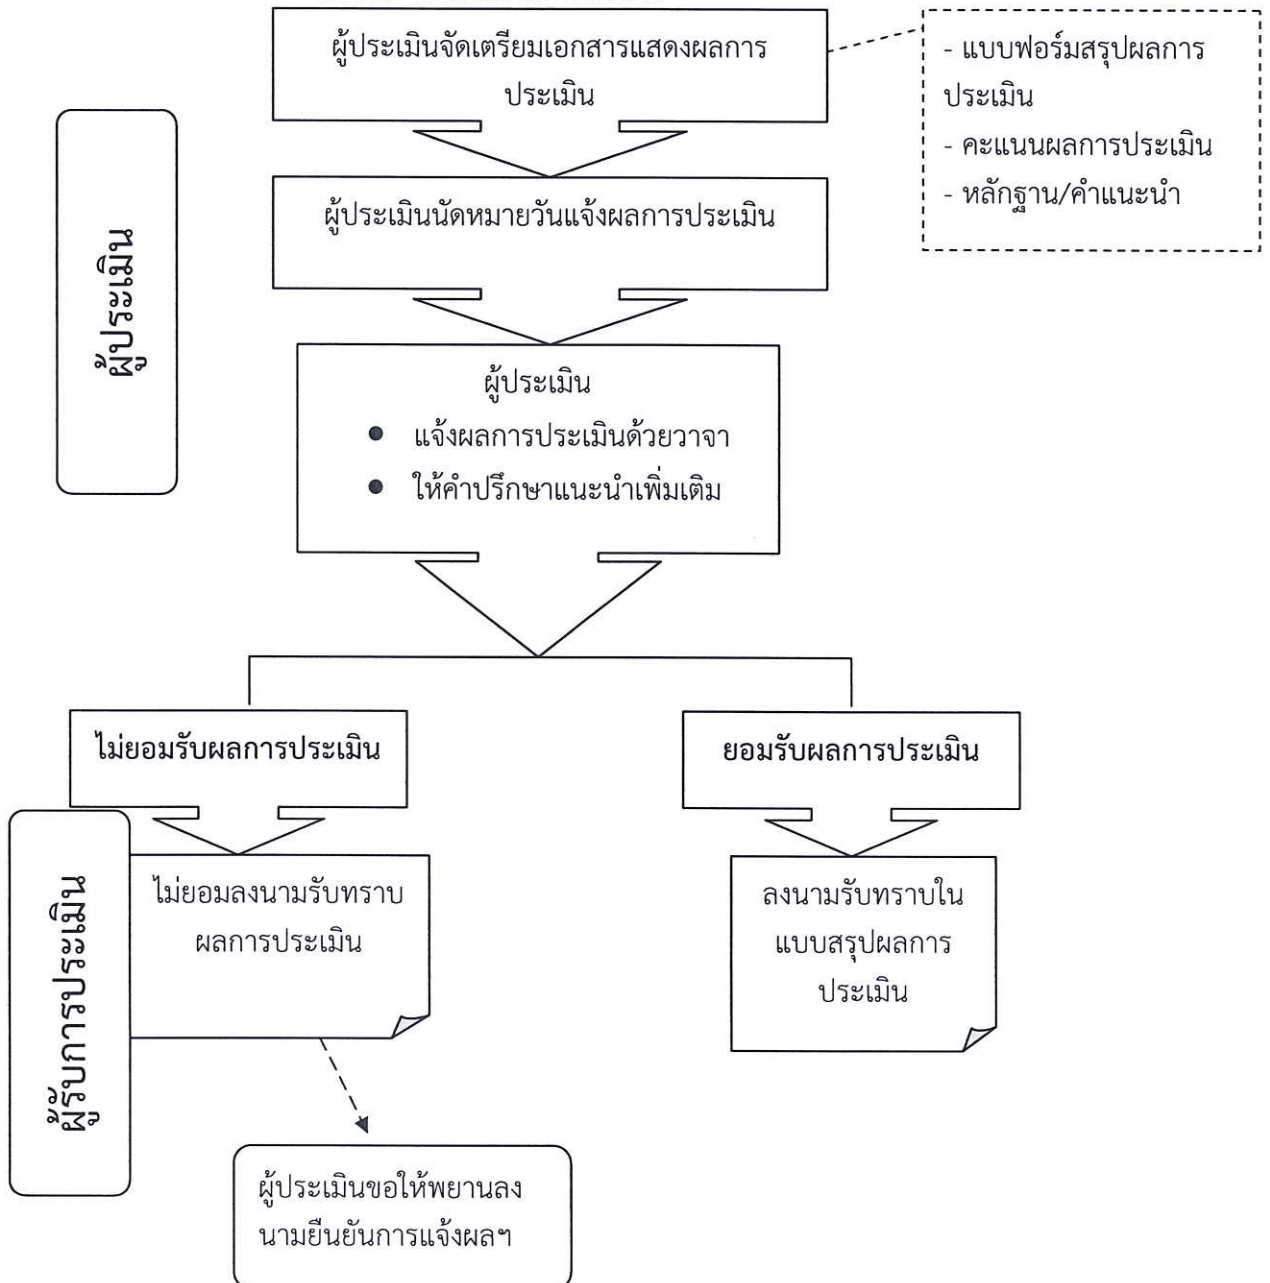 ผู้ประเมินจัดเตรียมเอกสารแสดงผลการ
ประเมิน
- แบบฟอร์มสรุปผลการ
ประเมิน
- คะแนนผลการประเมิน
- หลักฐาน/คำแนะนำ
ผู้ประเมิน
ผู้ประเมินนัดหมายวันแจ้งผลการประเมิน
ผู้ประเมิน
● แจ้งผลการประเมินด้วยวาจา
● ให้คำปรึกษาแนะนำเพิ่มเติม
ไม่ยอมรับผลการประเมิน
ยอมรับผลการประเมิน
ผู้รับการประเมิน
ไม่ยอมลงนามรับทราบ
ผลการประเมิน
ลงนามรับทราบใน
แบบสรุปผลการ
ประเมิน
ผู้ประเมินขอให้พยานลง
นามยืนยันการแจ้งผลฯ